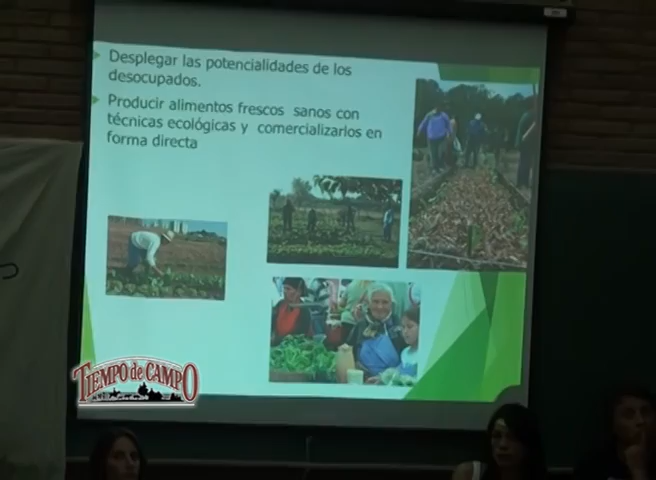 Desplegar las potencialidades de los
desocupados.
Producir alimentos frescos sanos con
técnicas ecológicas y comercializarlos en
forma directa
TIEMPO de CAMPO